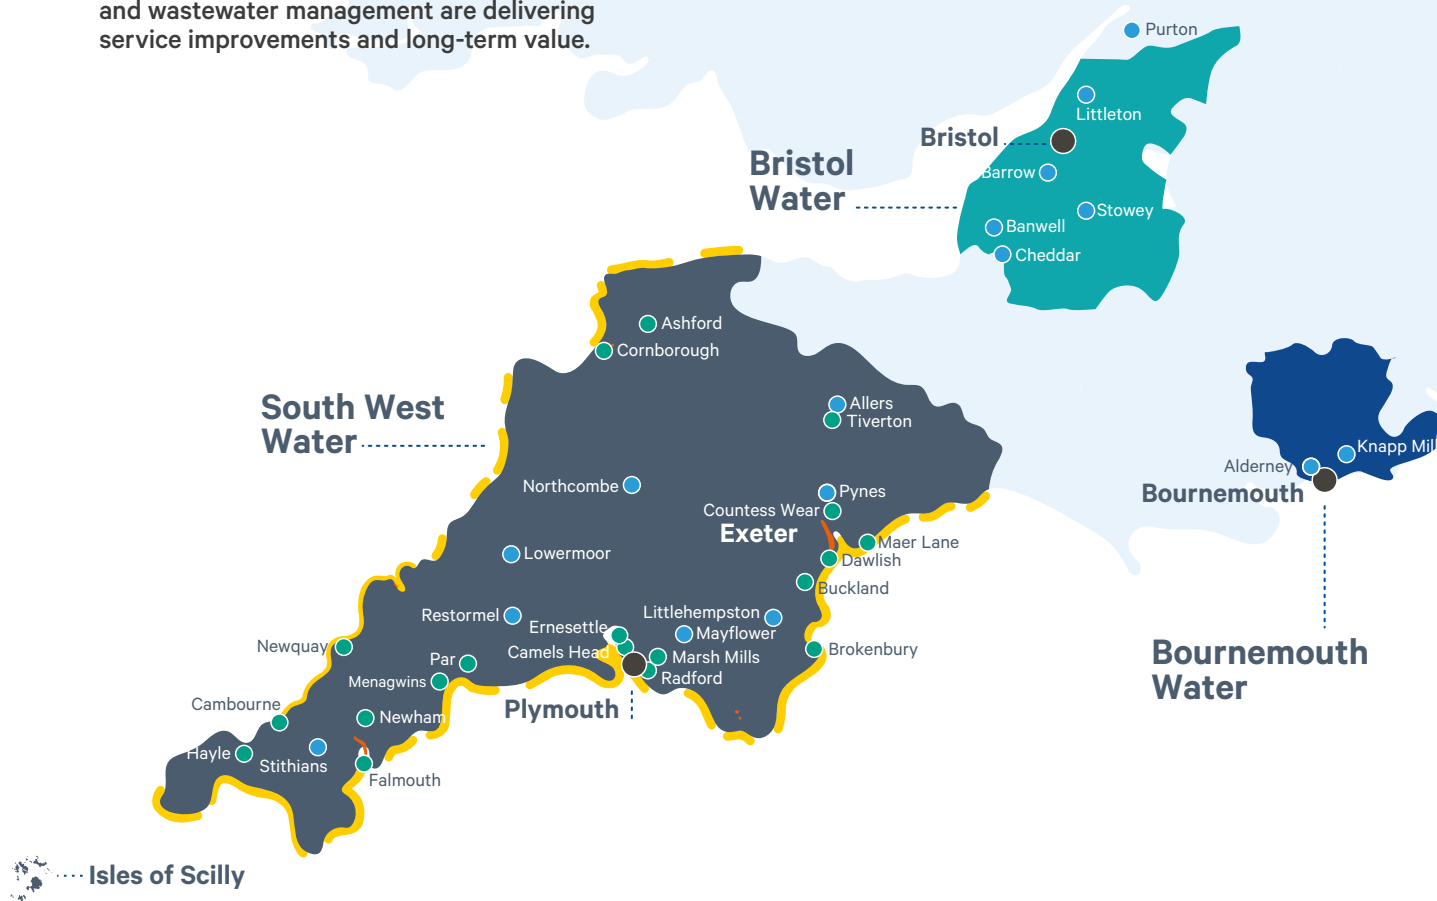 and wastewater management are delivering
service improvements and long-term value.
Purton
Littleton
Bristol
Bristol
Water
Barrow
Stowey
Banwell
Cheddar
Ashford
Cornborough
South West
Water
Allers
Tiverton
Knapp Mill
Alderney
Bournemouth
Northcombe
Pynes
Countess Wear
Exeter
Maer Lane
Dawlish
Lowermoor
Buckland
Restormel
Littlehempston
Ernesettle
Mayflower
Newquay
Camels Head
Brokenbury
Par
Marsh Mills
Menagwins
Radford
Bournemouth
Water
Cambourne
Newham
Plymouth
Hayle
Stithians
Falmouth
Isles of Scilly